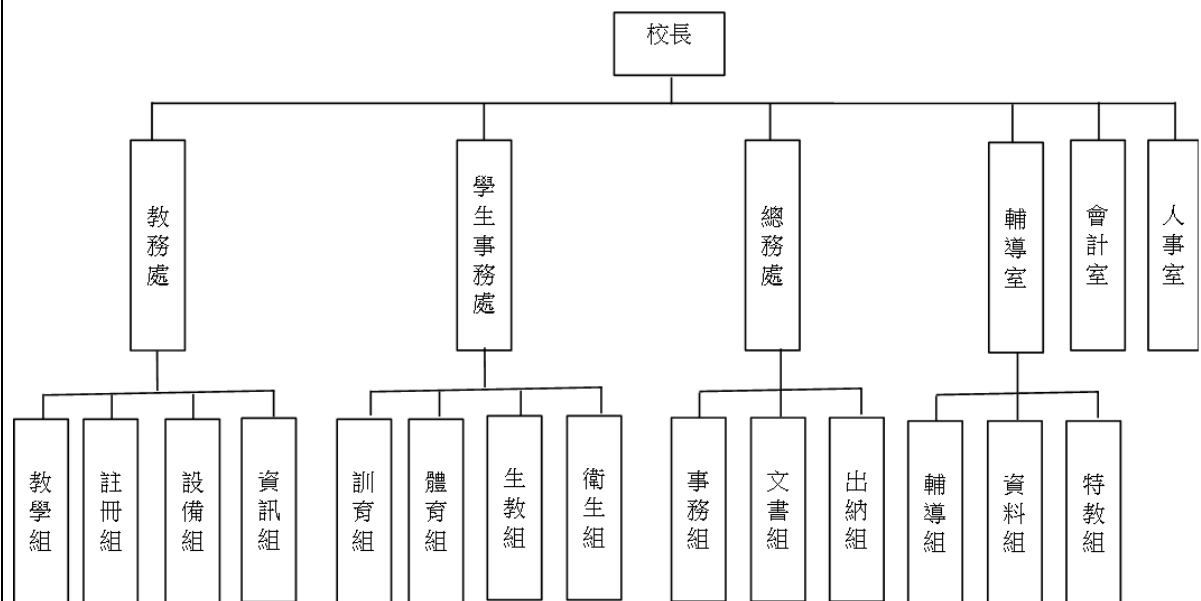 校長
教務處
學生事務處
總務處
輔導室
會計室
人事室
教學組
註冊組
設備組
資訊組
訓育組
體育組
生教組
衛生組
事務組
文書組
出納組
輔導組
資料組
特教組